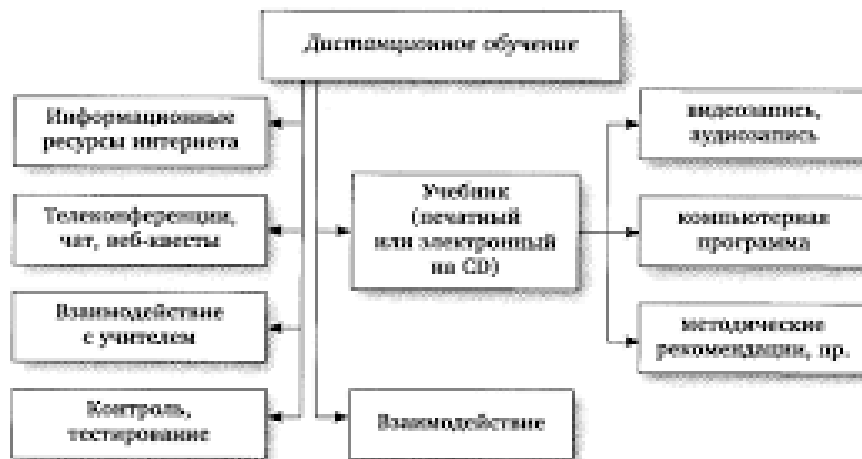 Дистанционное обучение
Информационные
ресурсы интернета
Телеконференции,
чат, веб-квесты
Взаимодействие
с учителем
Контроль,
тестирование
Учебник
(печатный
или электронный
на CD)
Взаимодействие
видеозапись,
аудиозапись
компьютерная
программа
методические
рекомендации, пр.